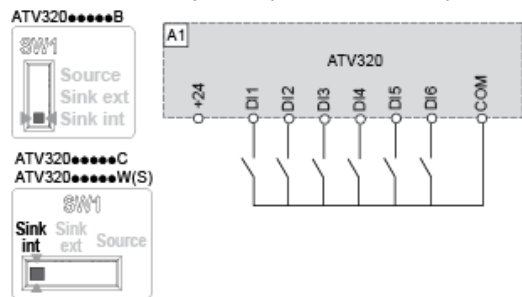 ATV320●●●●●B
SW1
Source
Sink ext
Sink int
A1
ATV320
+24
DI1
DI2
DI3
DI4
DI5
DI6
COM
ATV320●●●●●C
ATV320●●●●●W(S)
SW1
Sink int
Sink ext
Source